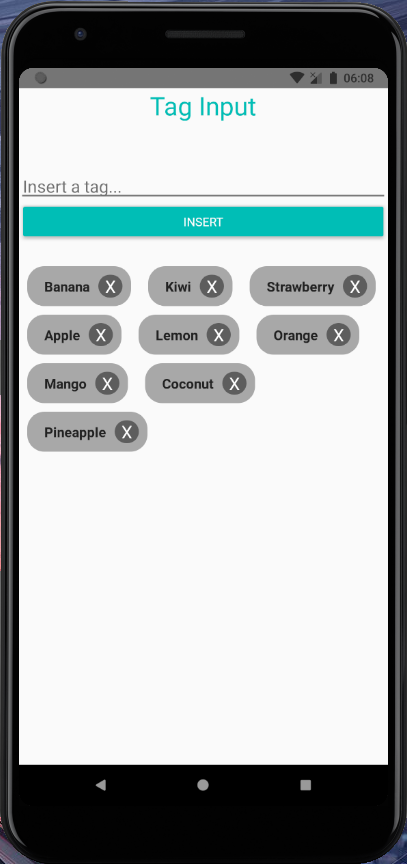 06:08
Tag Input
Insert a tag...
INSERT
Banana X Kiwi X Strawberry X
Apple X Lemon X Orange X
Mango X Coconut X
Pineapple X